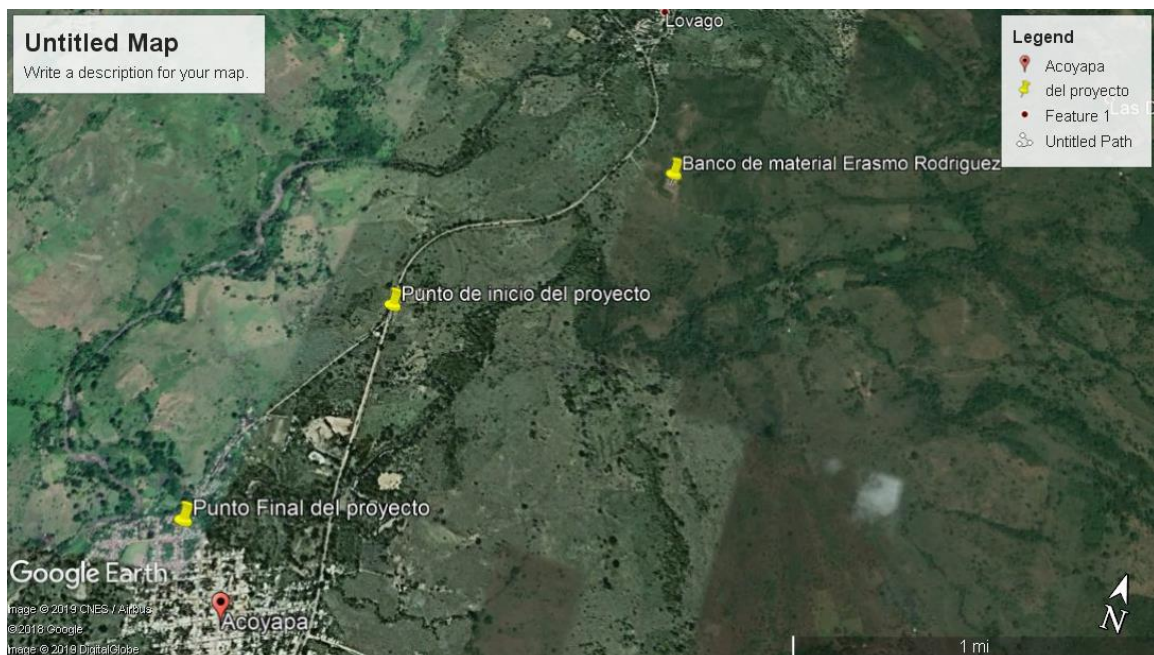 Untitled Map
Write a description for your map.
Lovago
Legend
Acoyapa
del proyecto
Feature 1
Untitled Path
Las D
Banco de material Erasmo Rodriguez
Punto de inicio del proyecto
Punto Final del proyecto
Google Earth
Image © 2019 CNES / Airbus
© 2018 Google
Image © 2019 DigitalGlobe
Acoyapa
N
1 mi